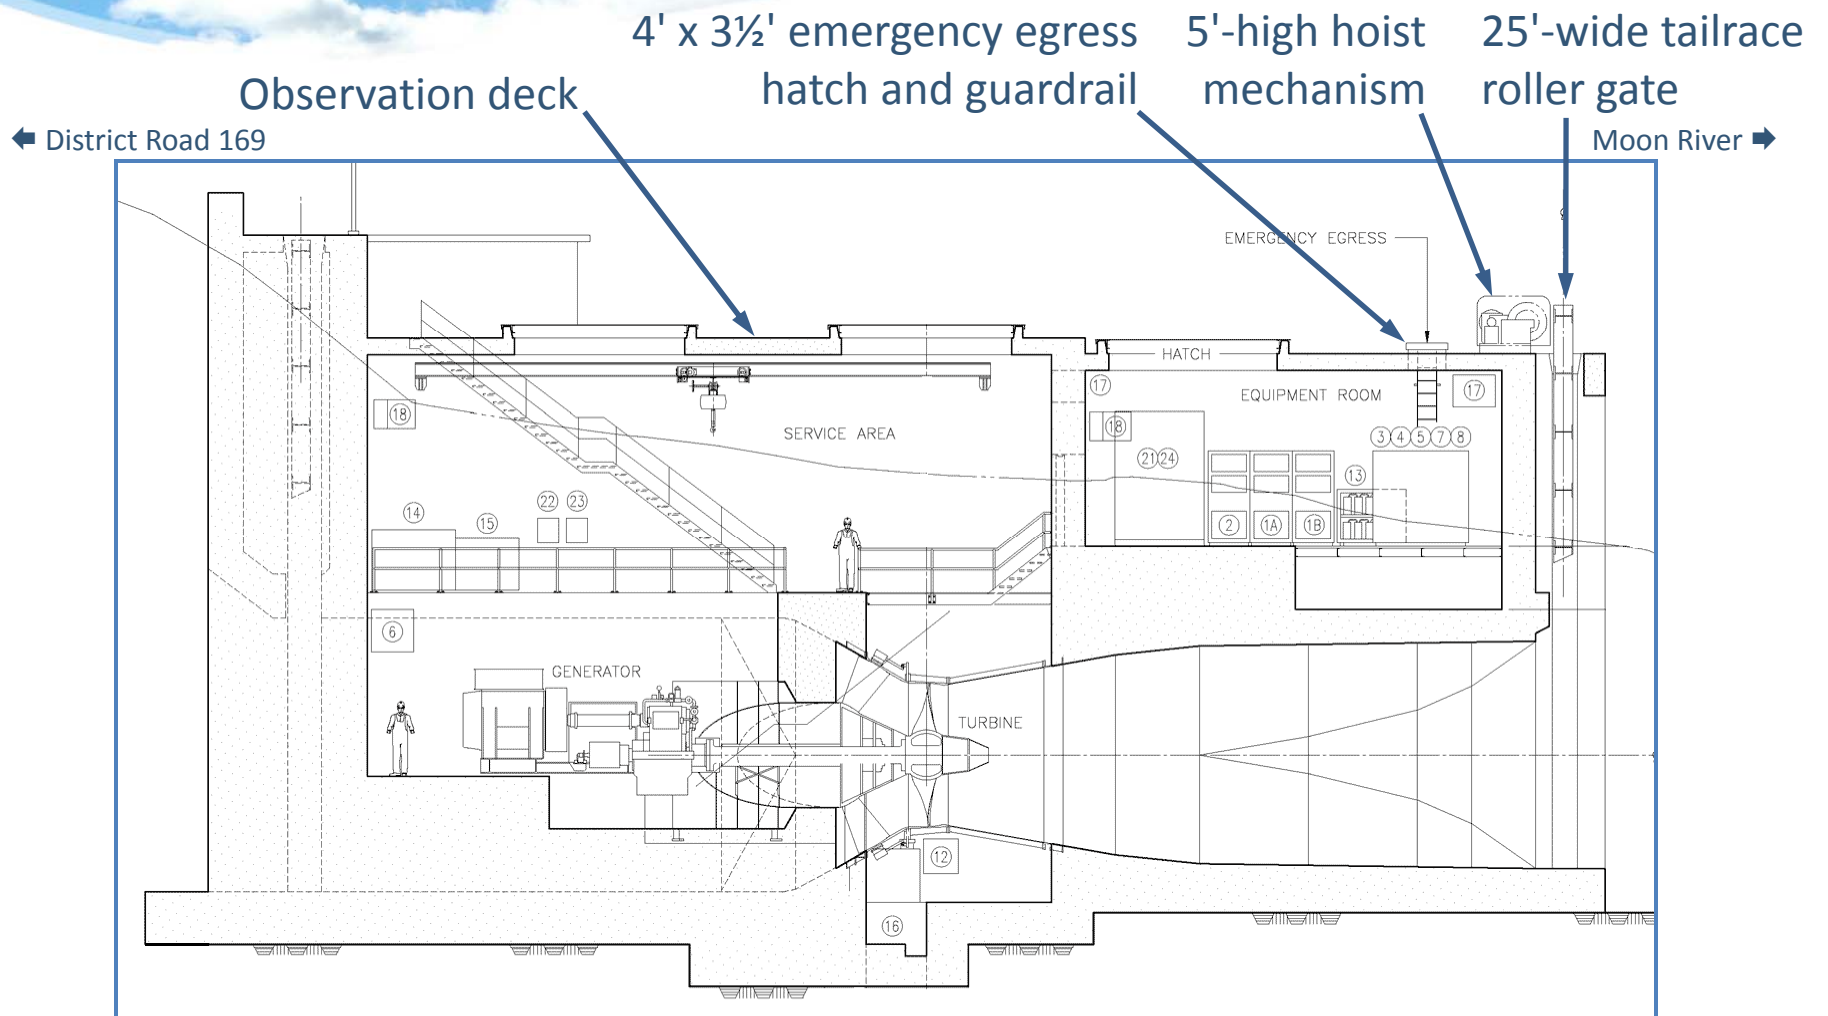 4' x 3½' emergency egress
hatch and guardrail
5'-high hoist
mechanism
25'-wide tailrace
roller gate
Observation deck
🡄 District Road 169
Moon River 🡆
EMERGENCY EGRESS
HATCH
17
EQUIPMENT ROOM
17
18
SERVICE AREA
18
3 4 5 7 8
21 24
13
22 23
14
15
2
1A
1B
6
GENERATOR
TURBINE
12
16